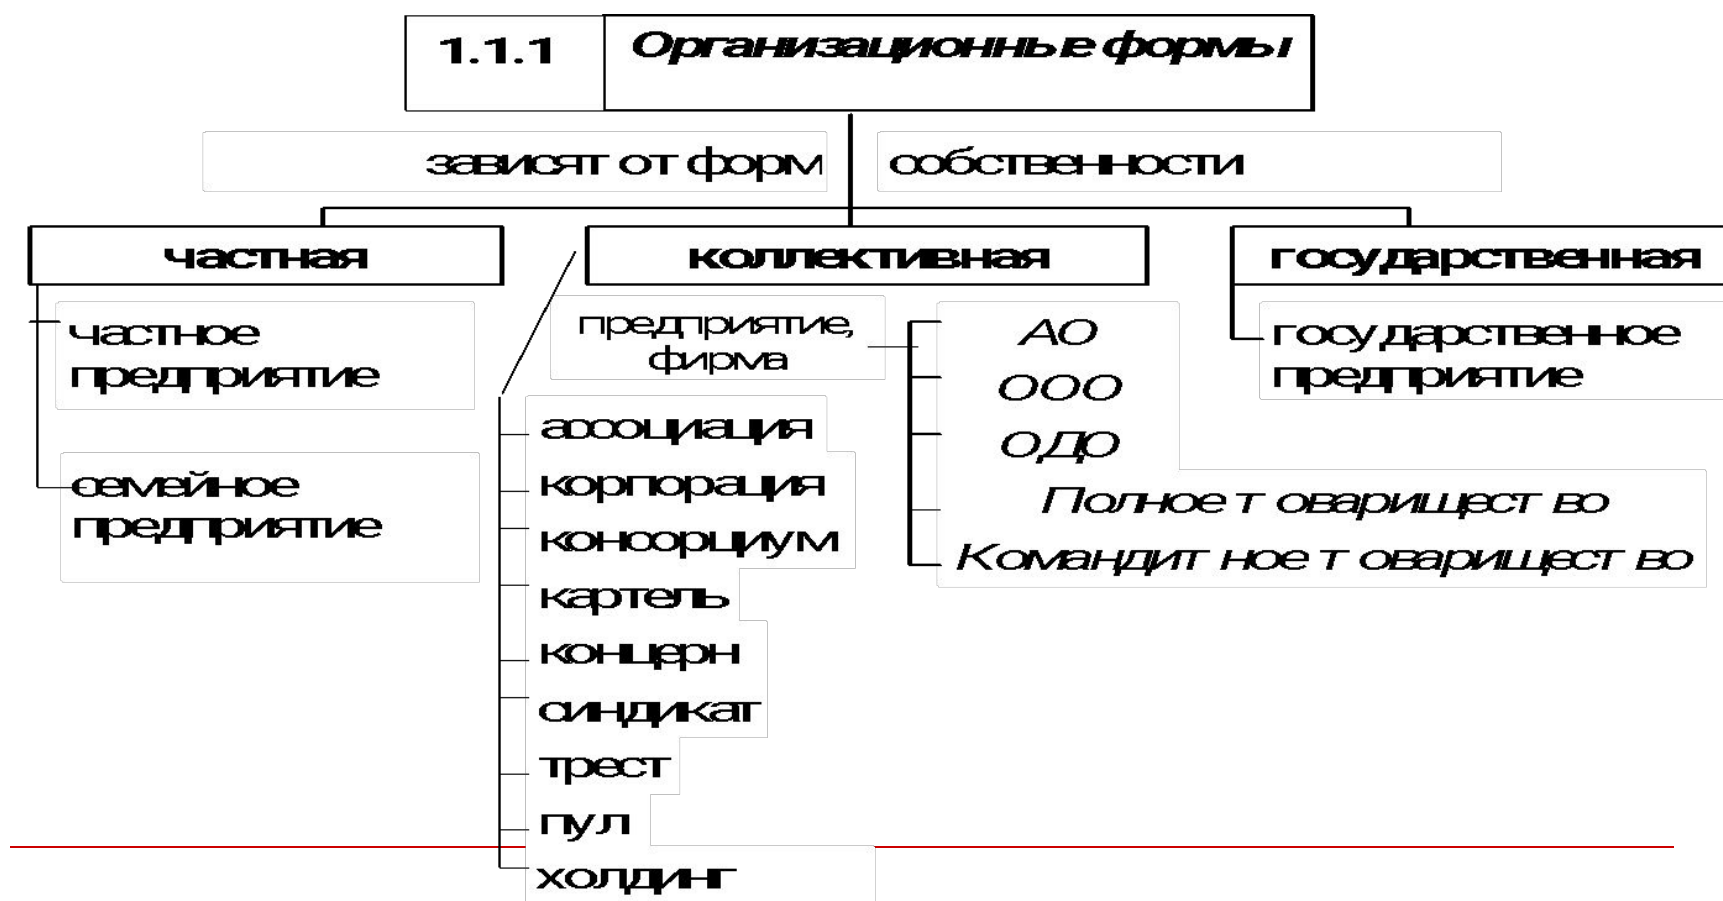 1.1.1 Организационные формы
зависят от форм собственности
частная
коллективная
государственная
частное
предприятие
семейное
предприятие
предприятие,
фирма
АО
ООО
ОДО
Полное товарищество
Командитное товарищество
ассоциация
корпорация
консорциум
картель
концерн
синдикат
трест
пул
холдинг
государственное
предприятие